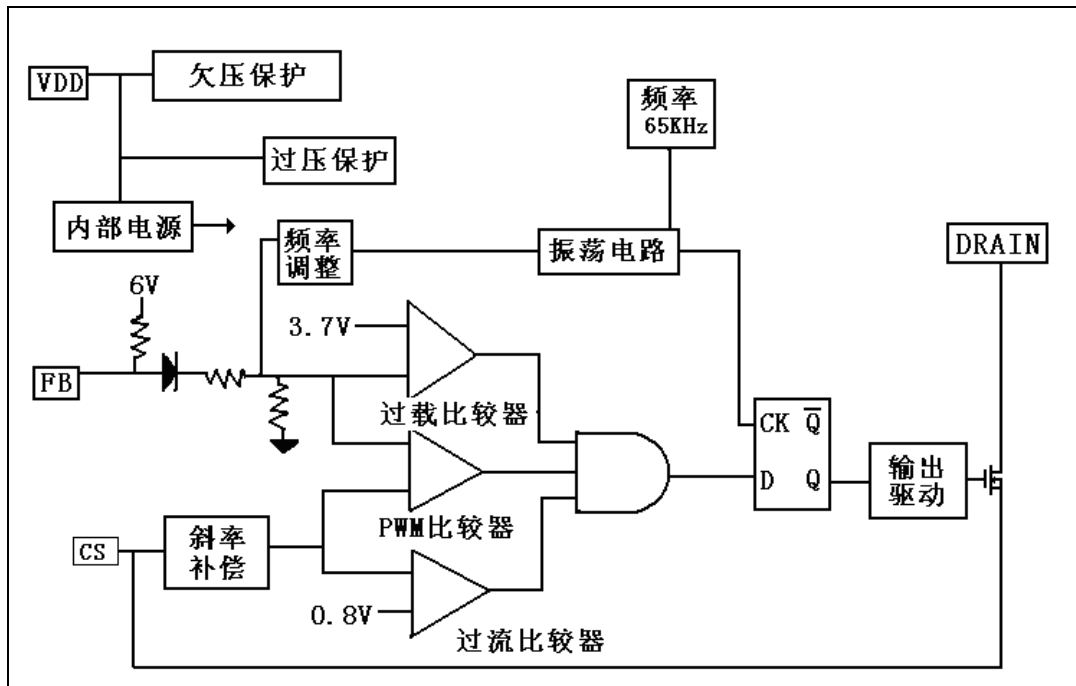 VDD
欠压保护
过压保护
内部电源
频率
65KHz
频率
调整
振荡电路
DRAIN
6V
3.7V
FB
过载比较器
CK Q̅
D Q
输出
驱动
PWM比较器
CS
斜率
补偿
0.8V
过流比较器